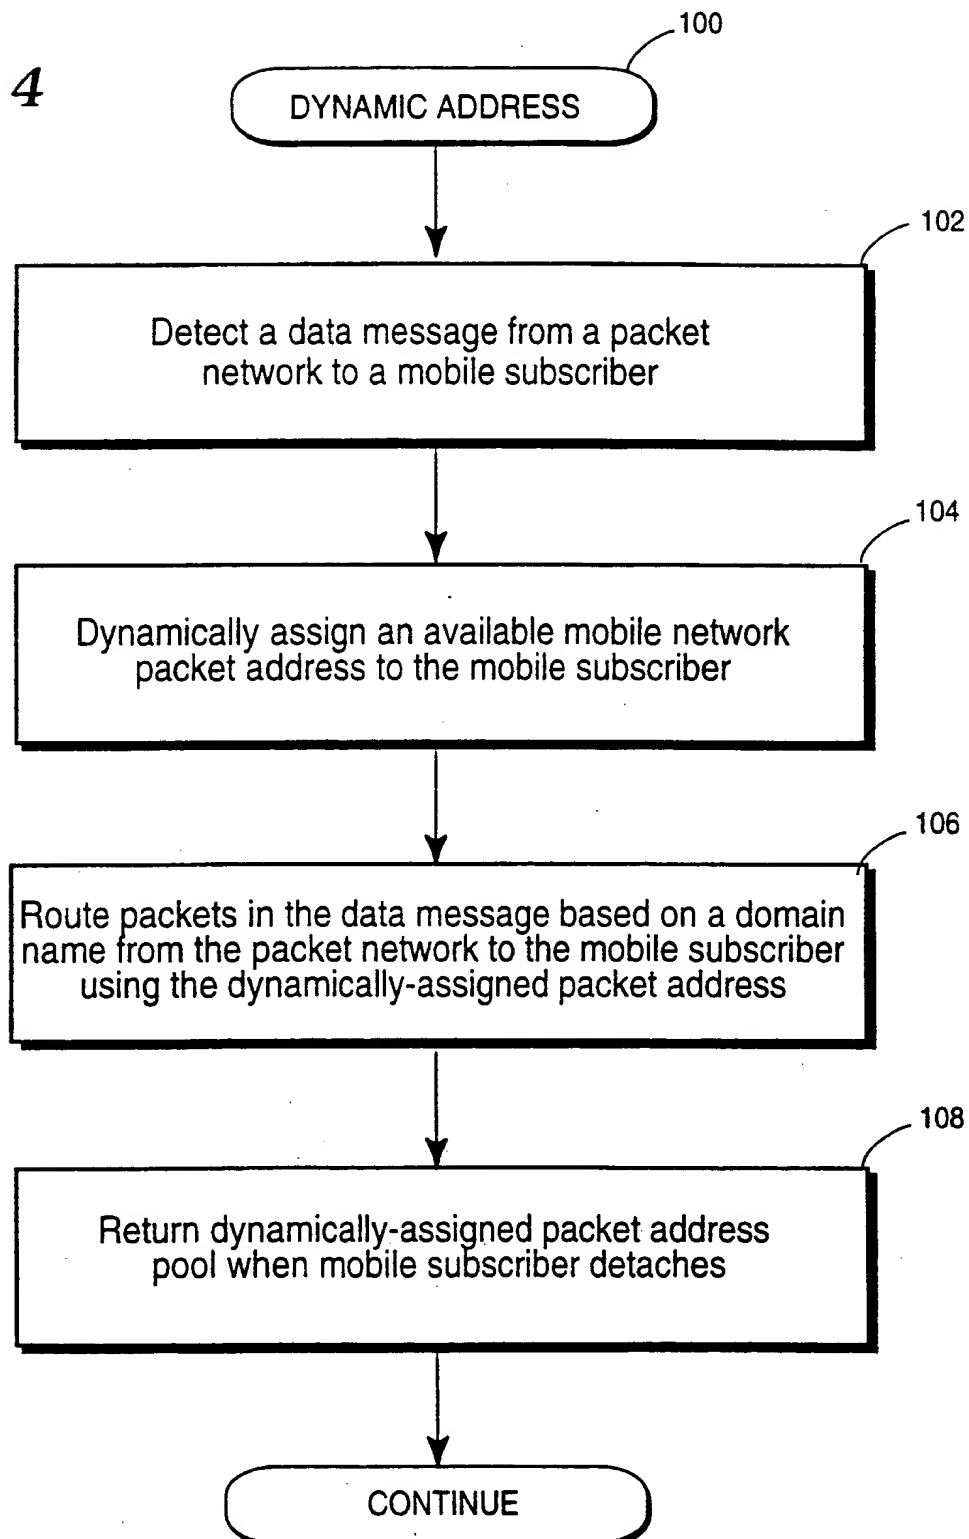 100
4
DYNAMIC ADDRESS
102
Detect a data message from a packet
network to a mobile subscriber
104
Dynamically assign an available mobile network
packet address to the mobile subscriber
106
Route packets in the data message based on a domain
name from the packet network to the mobile subscriber
using the dynamically-assigned packet address
108
Return dynamically-assigned packet address
pool when mobile subscriber detaches
CONTINUE